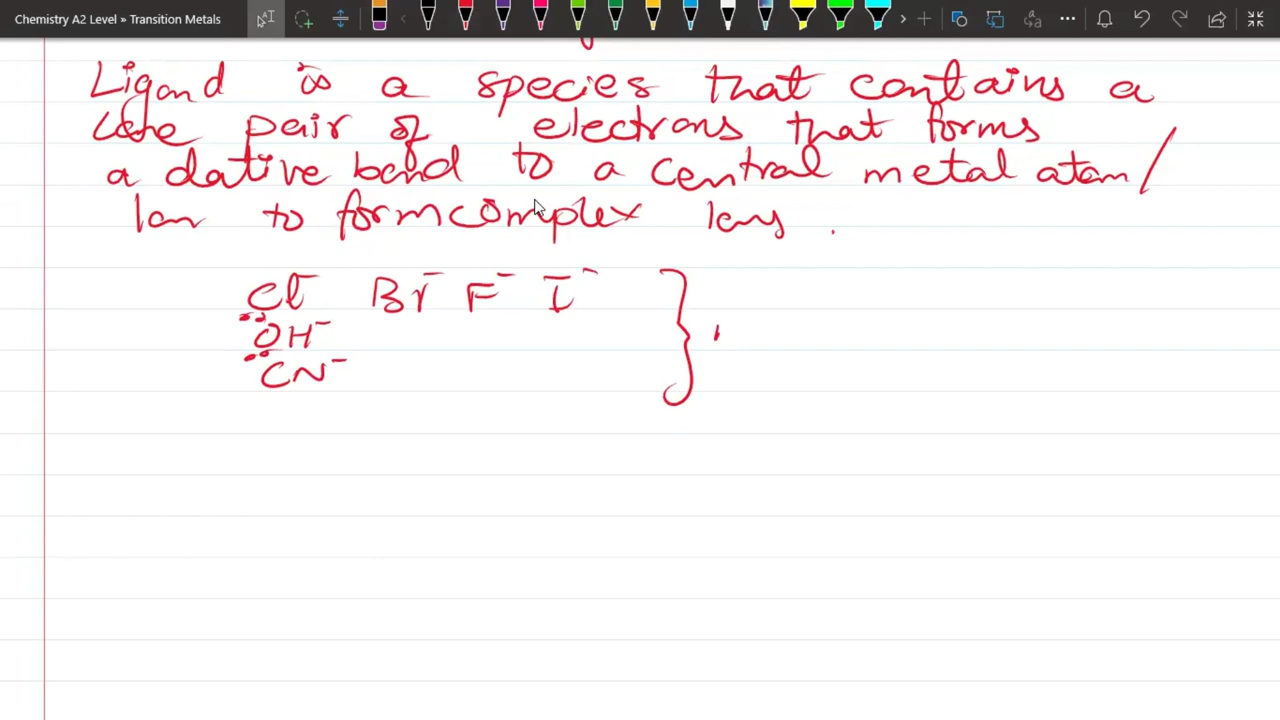 Chemistry A2 Level » Transition Metals
Ligand is a species that contains a
lone pair of electrons that forms
a dative bond to a central metal atom/
Ion to form complex Ions.
Cl⁻ Br⁻ F⁻ I⁻
OH⁻
CN⁻